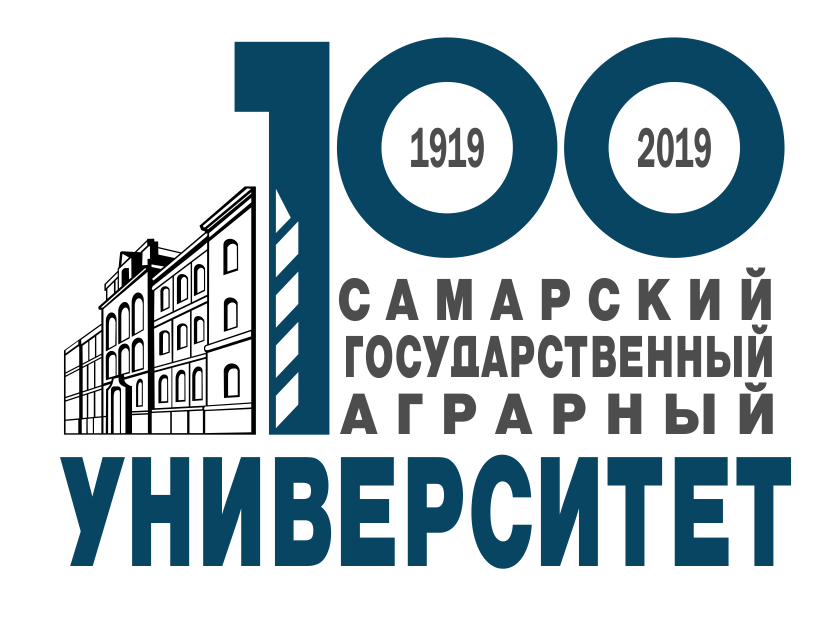 100
1919 2019
САМАРСКИЙ
ГОСУДАРСТВЕННЫЙ
АГРАРНЫЙ
УНИВЕРСИТЕТ